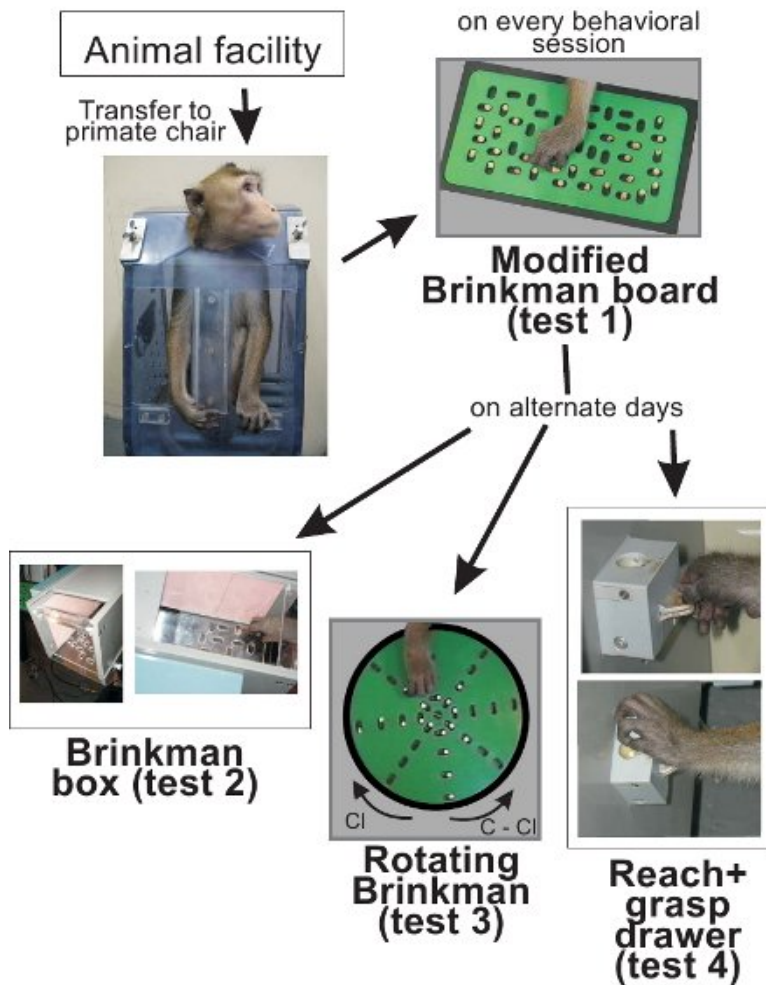 Animal facility
Transfer to
primate chair
on every behavioral
session
Modified
Brinkman board
(test 1)
on alternate days
Brinkman
box (test 2)
Cl
C - Cl
Rotating
Brinkman
(test 3)
Reach+
grasp
drawer
(test 4)